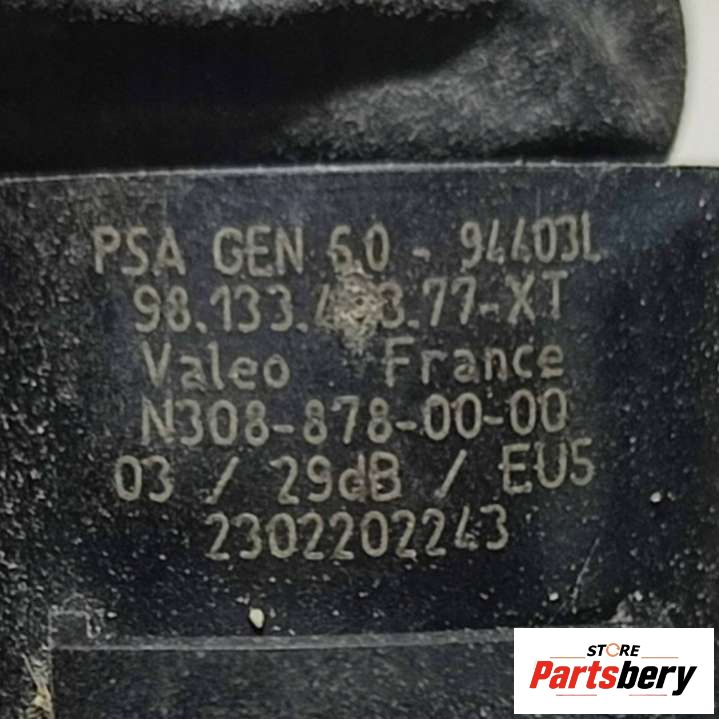 PSA GEN 6.0 - 94403L
Valeo France
N308-878-00-00
03 / 29dB / EU5
2302202243
STORE
Partsbery